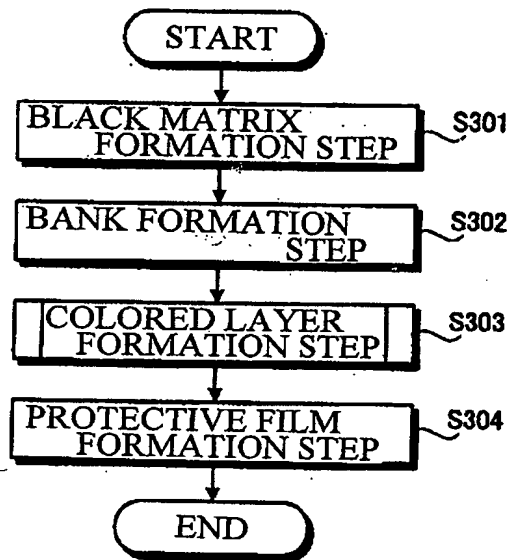 START
BLACK MATRIX
FORMATION STEP
S301
BANK FORMATION
STEP
S302
COLORED LAYER
FORMATION STEP
S303
PROTECTIVE FILM
FORMATION STEP
S304
END